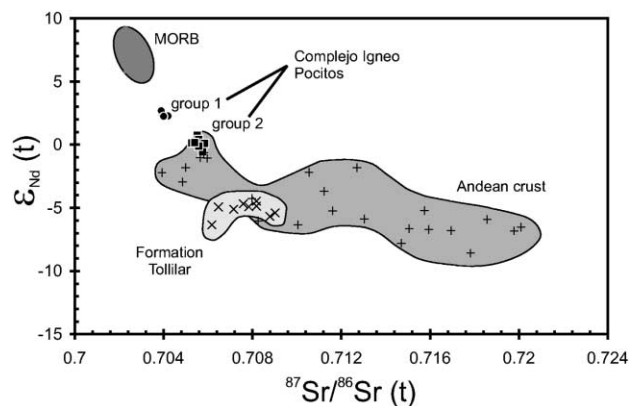 10
MORB
Complejo Igneo
Pocitos
5
group 1
group 2
0
εNd (t)
Andean crust
-5
Formation
Tollilar
-10
-15
0.7
0.704
0.708
0.712
0.716
0.72
0.724
87Sr/86Sr (t)